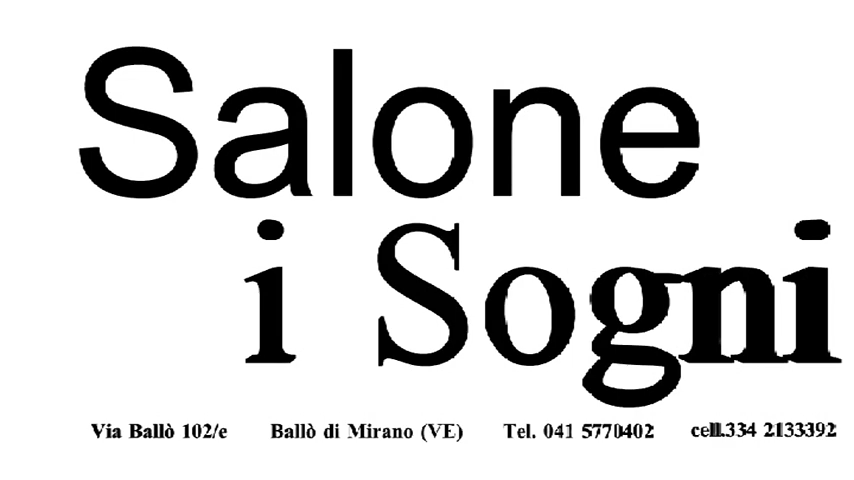 Salone
i Sogni
Via Ballò 102/e Ballò di Mirano (VE) Tel. 041 5770402 cell.334 2133392